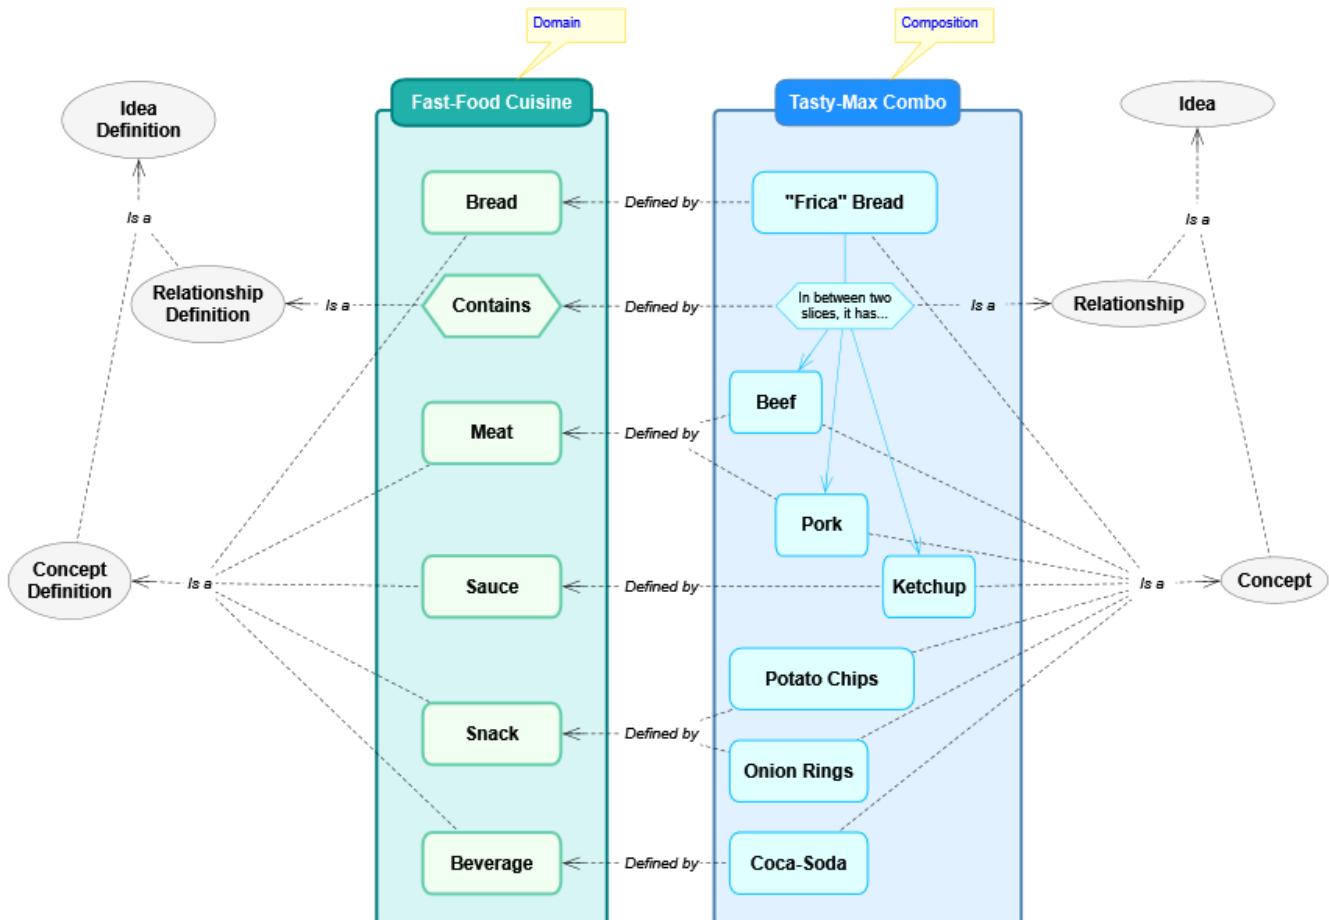 Domain
Composition
Fast-Food Cuisine
Tasty-Max Combo
Idea
Definition
Idea
Bread
Defined by
"Frica" Bread
Is a
Is a
Relationship
Definition
Is a
Contains
Defined by
In between two
slices, it has...
Is a
Relationship
Beef
Meat
Defined by
Pork
Concept
Definition
Is a
Sauce
Defined by
Ketchup
Is a
Concept
Potato Chips
Snack
Defined by
Onion Rings
Beverage
Defined by
Coca-Soda